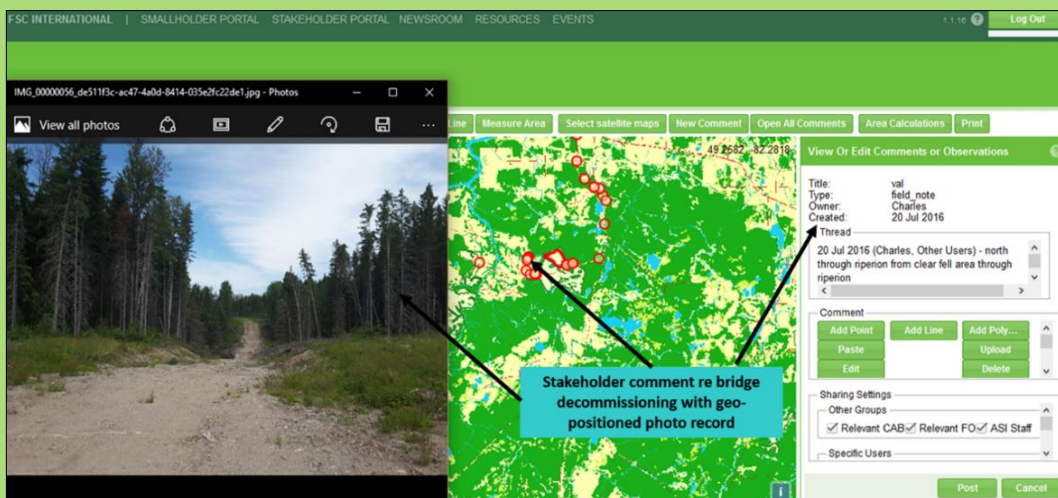 FSC INTERNATIONAL | SMALLHOLDER PORTAL STAKEHOLDER PORTAL NEWSROOM RESOURCES EVENTS
1.1.16 ? Log Out
IMG_00000056_de511f3c-ac47-4a0d-8414-035e2fc22de1.jpg - Photos
View all photos
Line Measure Area Select satellite maps New Comment Open All Comments Area Calculations Print
49.2582 -82.2818
View Or Edit Comments or Observations ?
Title: val
Type: field_note
Owner: Charles
Created: 20 Jul 2016
Thread
20 Jul 2016 (Charles, Other Users) - north
through riperion from clear fell area through
riperion
Comment
Add Point Add Line Add Poly...
Paste Upload
Edit Delete
Sharing Settings
Other Groups
Relevant CAB Relevant FO ASI Staff
Specific Users
Post Cancel
Stakeholder comment re bridge
decommissioning with geo-
positioned photo record
i